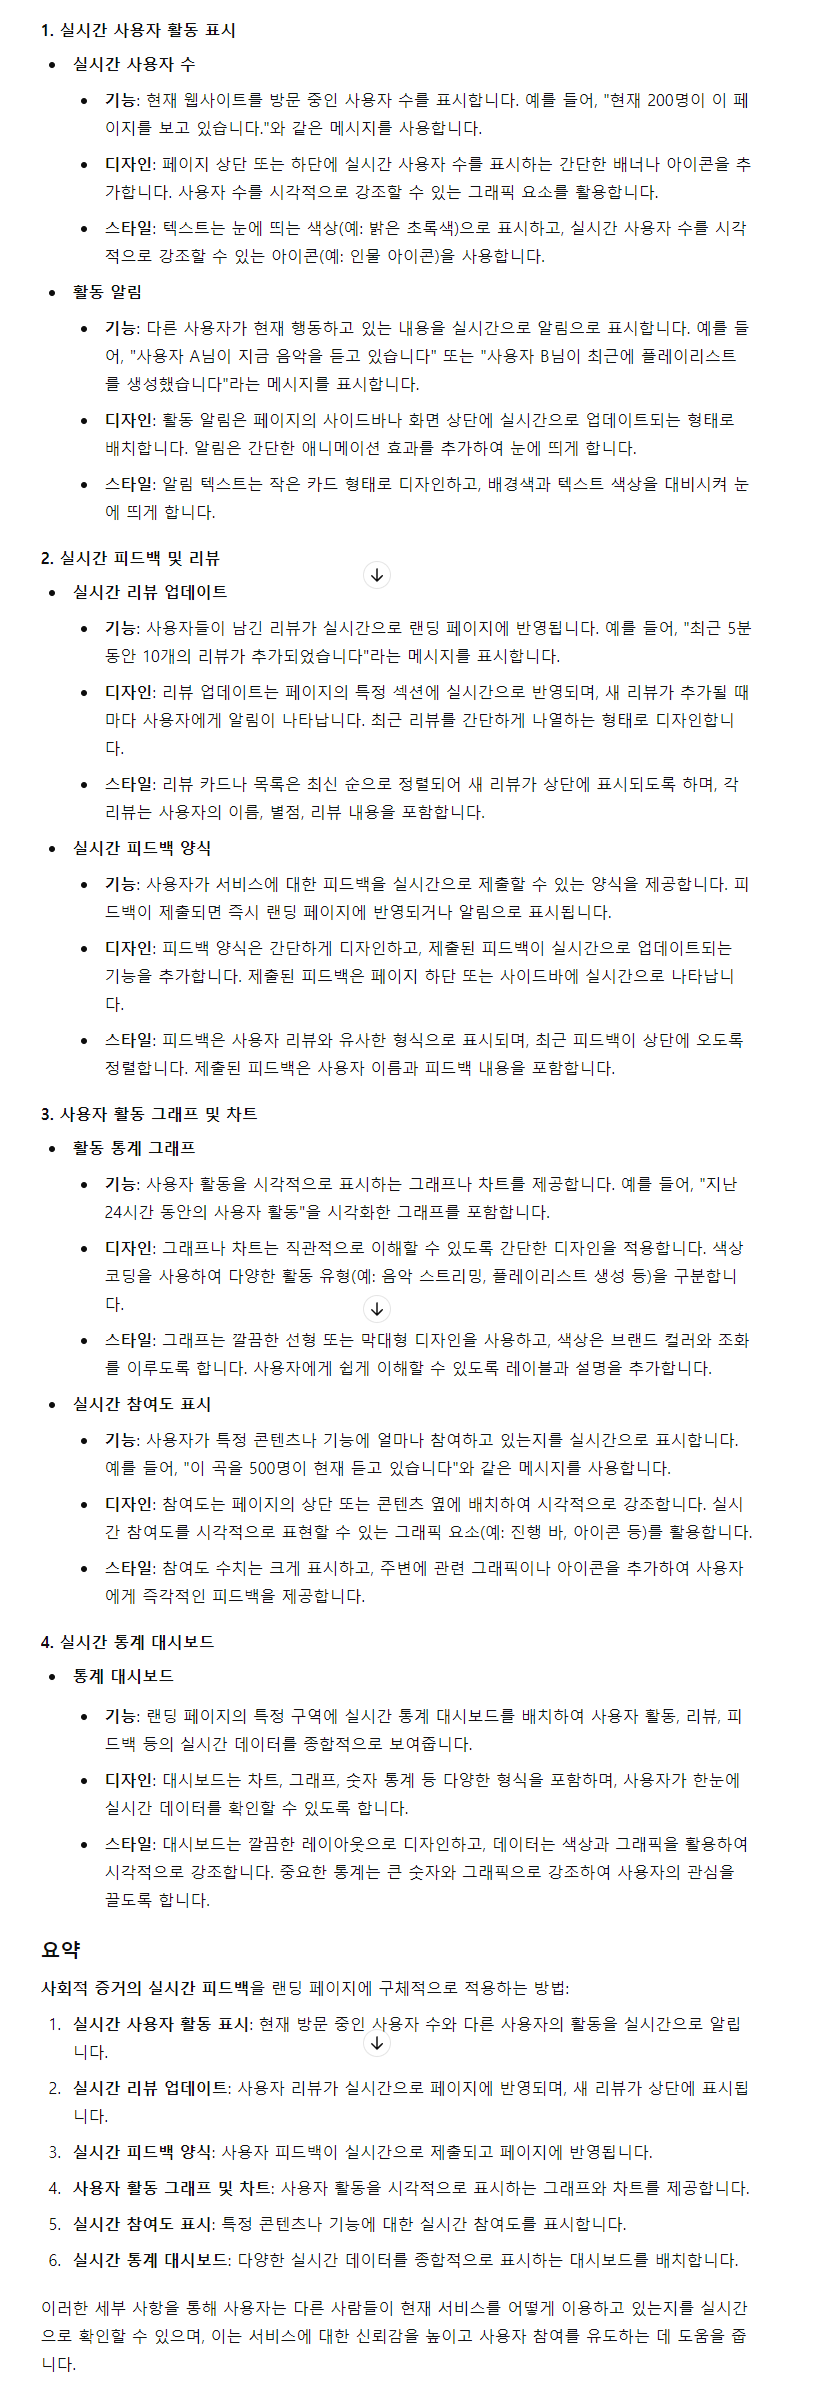 1. 실시간 사용자 활동 표시
실시간 사용자 수
기능: 현재 웹사이트를 방문 중인 사용자 수를 표시합니다. 예를 들어, "현재 200명이 이 페
이지를 보고 있습니다."와 같은 메시지를 사용합니다.
디자인: 페이지 상단 또는 하단에 실시간 사용자 수를 표시하는 간단한 배너나 아이콘을 추
가합니다. 사용자 수를 시각적으로 강조할 수 있는 그래픽 요소를 활용합니다.
스타일: 텍스트는 눈에 띄는 색상(예: 밝은 초록색)으로 표시하고, 실시간 사용자 수를 시각
적으로 강조할 수 있는 아이콘(예: 인물 아이콘)을 사용합니다.
활동 알림
기능: 다른 사용자가 현재 행동하고 있는 내용을 실시간으로 알림으로 표시합니다. 예를 들
어, "사용자 A님이 지금 음악을 듣고 있습니다" 또는 "사용자 B님이 최근에 플레이리스트
를 생성했습니다"라는 메시지를 표시합니다.
디자인: 활동 알림은 페이지의 사이드바나 화면 상단에 실시간으로 업데이트되는 형태로
배치합니다. 알림은 간단한 애니메이션 효과를 추가하여 눈에 띄게 합니다.
스타일: 알림 텍스트는 작은 카드 형태로 디자인하고, 배경색과 텍스트 색상을 대비시켜 눈
에 띄게 합니다.
2. 실시간 피드백 및 리뷰
실시간 리뷰 업데이트
기능: 사용자들이 남긴 리뷰가 실시간으로 랜딩 페이지에 반영됩니다. 예를 들어, "최근 5분
동안 10개의 리뷰가 추가되었습니다"라는 메시지를 표시합니다.
디자인: 리뷰 업데이트는 페이지의 특정 섹션에 실시간으로 반영되며, 새 리뷰가 추가될 때
마다 사용자에게 알림이 나타납니다. 최근 리뷰를 간단하게 나열하는 형태로 디자인합니
다.
스타일: 리뷰 카드나 목록은 최신 순으로 정렬되어 새 리뷰가 상단에 표시되도록 하며, 각
리뷰는 사용자의 이름, 별점, 리뷰 내용을 포함합니다.
실시간 피드백 양식
기능: 사용자가 서비스에 대한 피드백을 실시간으로 제출할 수 있는 양식을 제공합니다. 피
드백이 제출되면 즉시 랜딩 페이지에 반영되거나 알림으로 표시됩니다.
디자인: 피드백 양식은 간단하게 디자인하고, 제출된 피드백이 실시간으로 업데이트되는
기능을 추가합니다. 제출된 피드백은 페이지 하단 또는 사이드바에 실시간으로 나타납니
다.
스타일: 피드백은 사용자 리뷰와 유사한 형식으로 표시되며, 최근 피드백이 상단에 오도록
정렬합니다. 제출된 피드백은 사용자 이름과 피드백 내용을 포함합니다.
3. 사용자 활동 그래프 및 차트
활동 통계 그래프
기능: 사용자 활동을 시각적으로 표시하는 그래프나 차트를 제공합니다. 예를 들어, "지난
24시간 동안의 사용자 활동"을 시각화한 그래프를 포함합니다.
디자인: 그래프나 차트는 직관적으로 이해할 수 있도록 간단한 디자인을 적용합니다. 색상
코딩을 사용하여 다양한 활동 유형(예: 음악 스트리밍, 플레이리스트 생성 등)을 구분합니
다.
스타일: 그래프는 깔끔한 선형 또는 막대형 디자인을 사용하고, 색상은 브랜드 컬러와 조화
를 이루도록 합니다. 사용자에게 쉽게 이해할 수 있도록 레이블과 설명을 추가합니다.
실시간 참여도 표시
기능: 사용자가 특정 콘텐츠나 기능에 얼마나 참여하고 있는지를 실시간으로 표시합니다.
예를 들어, "이 곡을 500명이 현재 듣고 있습니다"와 같은 메시지를 사용합니다.
디자인: 참여도는 페이지의 상단 또는 콘텐츠 옆에 배치하여 시각적으로 강조합니다. 실시
간 참여도를 시각적으로 표현할 수 있는 그래픽 요소(예: 진행 바, 아이콘 등)를 활용합니다.
스타일: 참여도 수치는 크게 표시하고, 주변에 관련 그래픽이나 아이콘을 추가하여 사용자
에게 즉각적인 피드백을 제공합니다.
4. 실시간 통계 대시보드
통계 대시보드
기능: 랜딩 페이지의 특정 구역에 실시간 통계 대시보드를 배치하여 사용자 활동, 리뷰, 피
드백 등의 실시간 데이터를 종합적으로 보여줍니다.
디자인: 대시보드는 차트, 그래프, 숫자 통계 등 다양한 형식을 포함하며, 사용자가 한눈에
실시간 데이터를 확인할 수 있도록 합니다.
스타일: 대시보드는 깔끔한 레이아웃으로 디자인하고, 데이터는 색상과 그래픽을 활용하여
시각적으로 강조합니다. 중요한 통계는 큰 숫자와 그래픽으로 강조하여 사용자의 관심을
끌도록 합니다.
요약
사회적 증거의 실시간 피드백을 랜딩 페이지에 구체적으로 적용하는 방법:
1. 실시간 사용자 활동 표시: 현재 방문 중인 사용자 수와 다른 사용자의 활동을 실시간으로 알립
니다.
2. 실시간 리뷰 업데이트: 사용자 리뷰가 실시간으로 페이지에 반영되며, 새 리뷰가 상단에 표시됩
니다.
3. 실시간 피드백 양식: 사용자 피드백이 실시간으로 제출되고 페이지에 반영됩니다.
4. 사용자 활동 그래프 및 차트: 사용자 활동을 시각적으로 표시하는 그래프와 차트를 제공합니다.
5. 실시간 참여도 표시: 특정 콘텐츠나 기능에 대한 실시간 참여도를 표시합니다.
6. 실시간 통계 대시보드: 다양한 실시간 데이터를 종합적으로 표시하는 대시보드를 배치합니다.
이러한 세부 사항을 통해 사용자는 다른 사람들이 현재 서비스를 어떻게 이용하고 있는지를 실시간
으로 확인할 수 있으며, 이는 서비스에 대한 신뢰감을 높이고 사용자 참여를 유도하는 데 도움을 줍
니다.